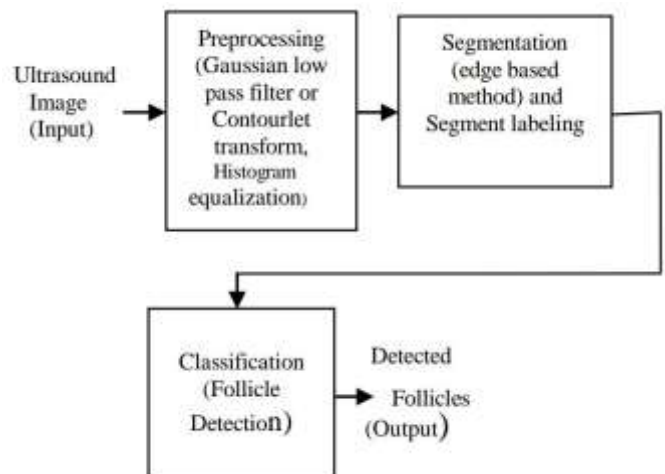 Ultrasound
Image
(Input)
Preprocessing
(Gaussian low
pass filter or
Contourlet
transform,
Histogram
equalization)
Segmentation
(edge based
method) and
Segment labeling
Classification
(Follicle
Detection)
Detected
Follicles
(Output)